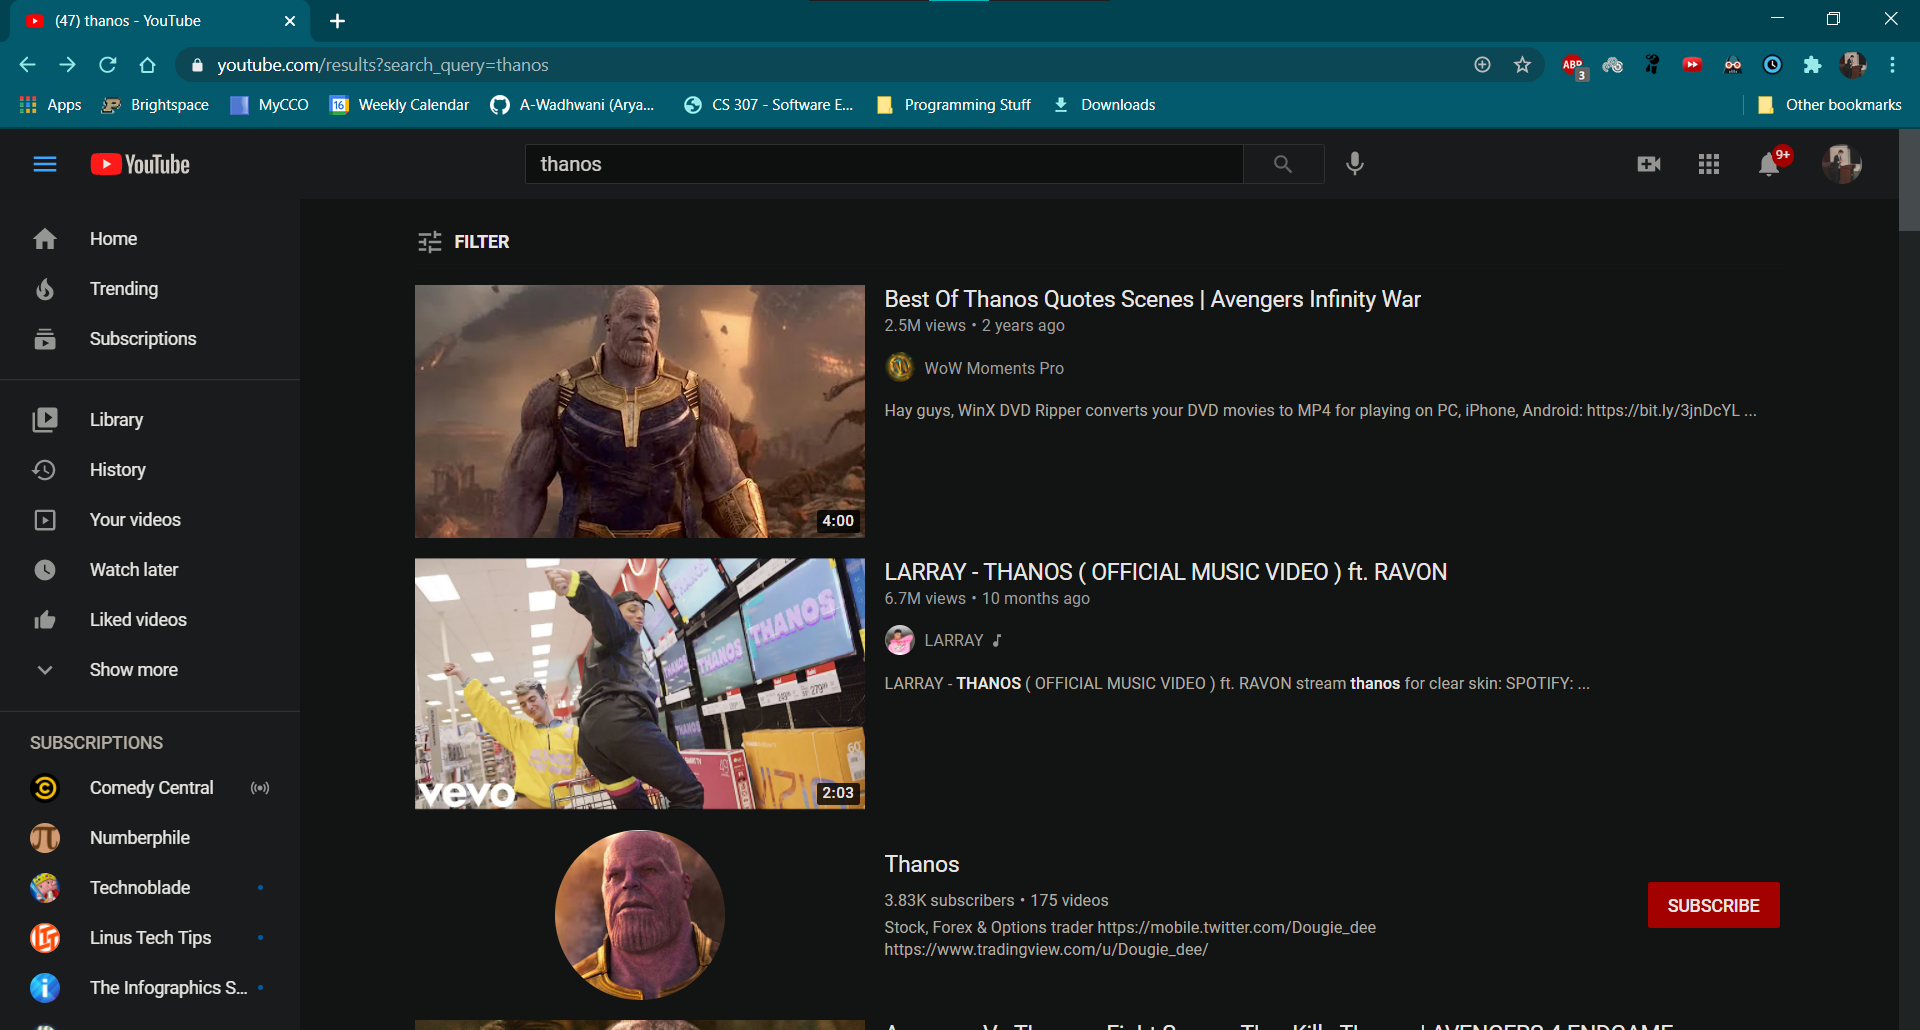 (47) thanos - YouTube
youtube.com/results?search_query=thanos
ABP
3
Apps
Brightspace
MyCCO
16
Weekly Calendar
A-Wadhwani (Arya...
CS 307 - Software E...
Programming Stuff
Downloads
Other bookmarks
YouTube
thanos
9+
Home
Trending
Subscriptions
Library
History
Your videos
Watch later
Liked videos
Show more
SUBSCRIPTIONS
Comedy Central
Numberphile
Technoblade
Linus Tech Tips
The Infographics S...
FILTER
4:00
Best Of Thanos Quotes Scenes | Avengers Infinity War
2.5M views • 2 years ago
WoW Moments Pro
Hay guys, WinX DVD Ripper converts your DVD movies to MP4 for playing on PC, iPhone, Android: https://bit.ly/3jnDcYL ...
THANOS
THANOS
THANOS
THANOS
vevo
2:03
LARRAY - THANOS ( OFFICIAL MUSIC VIDEO ) ft. RAVON
6.7M views • 10 months ago
LARRAY
LARRAY - THANOS ( OFFICIAL MUSIC VIDEO ) ft. RAVON stream thanos for clear skin: SPOTIFY: ...
Thanos
3.83K subscribers • 175 videos
Stock, Forex & Options trader https://mobile.twitter.com/Dougie_dee
https://www.tradingview.com/u/Dougie_dee/
SUBSCRIBE